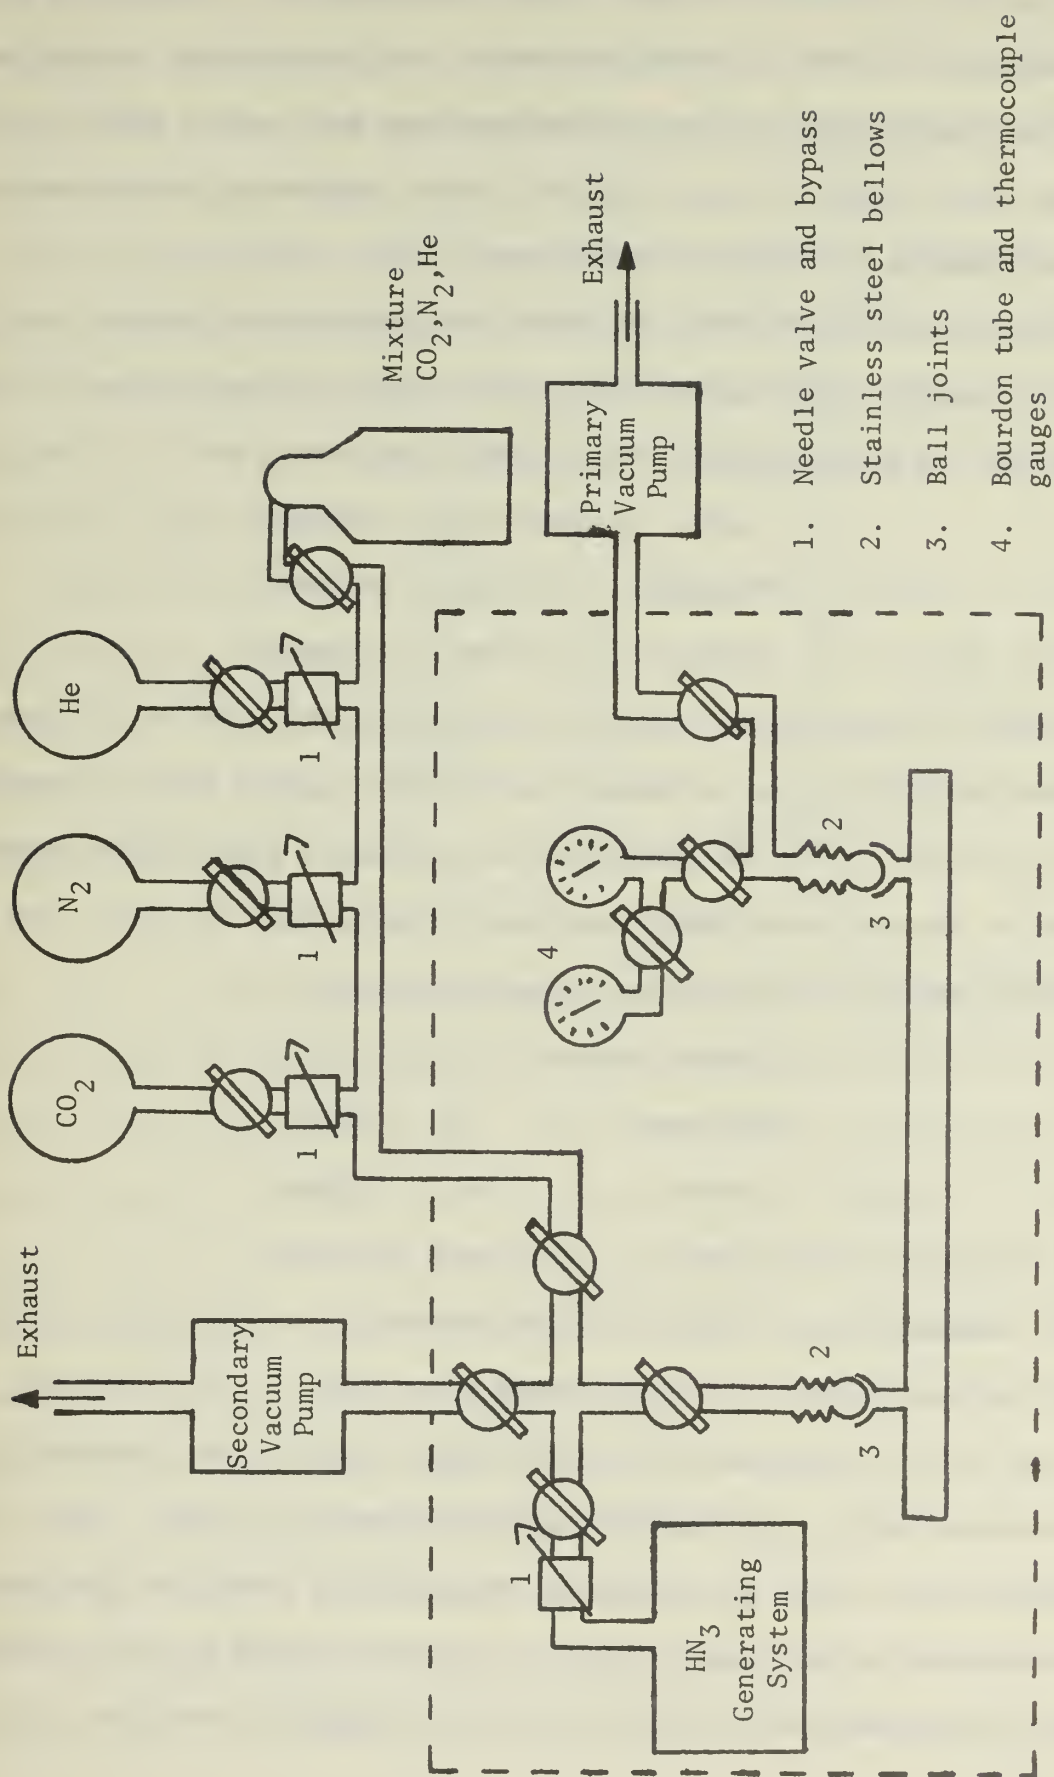 Exhaust
Secondary
Vacuum
Pump
CO2
N2
He
1
1
1
Mixture
CO2,N2,He
Exhaust
Primary
Vacuum
Pump
1
HN3
Generating
System
4
2
3
2
3
1. Needle valve and bypass
2. Stainless steel bellows
3. Ball joints
4. Bourdon tube and thermocouple
gauges